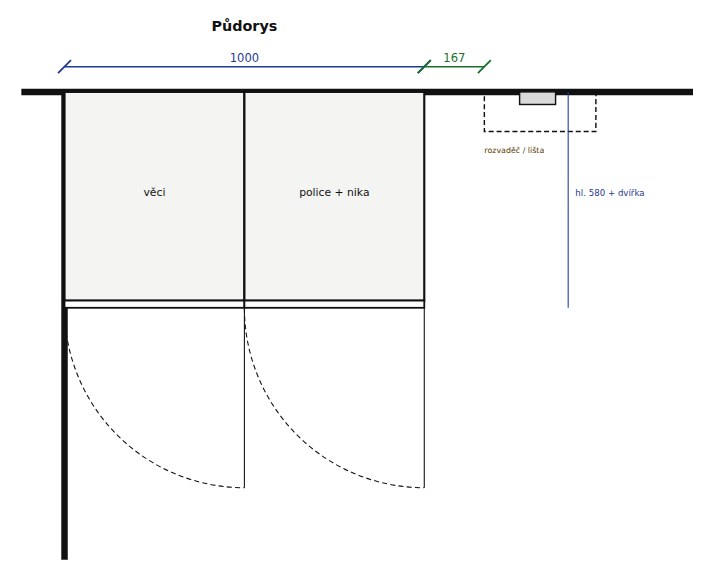 Půdorys
1000
167
rozvaděč / lišta
věci
police + nika
hl. 580 + dvířka